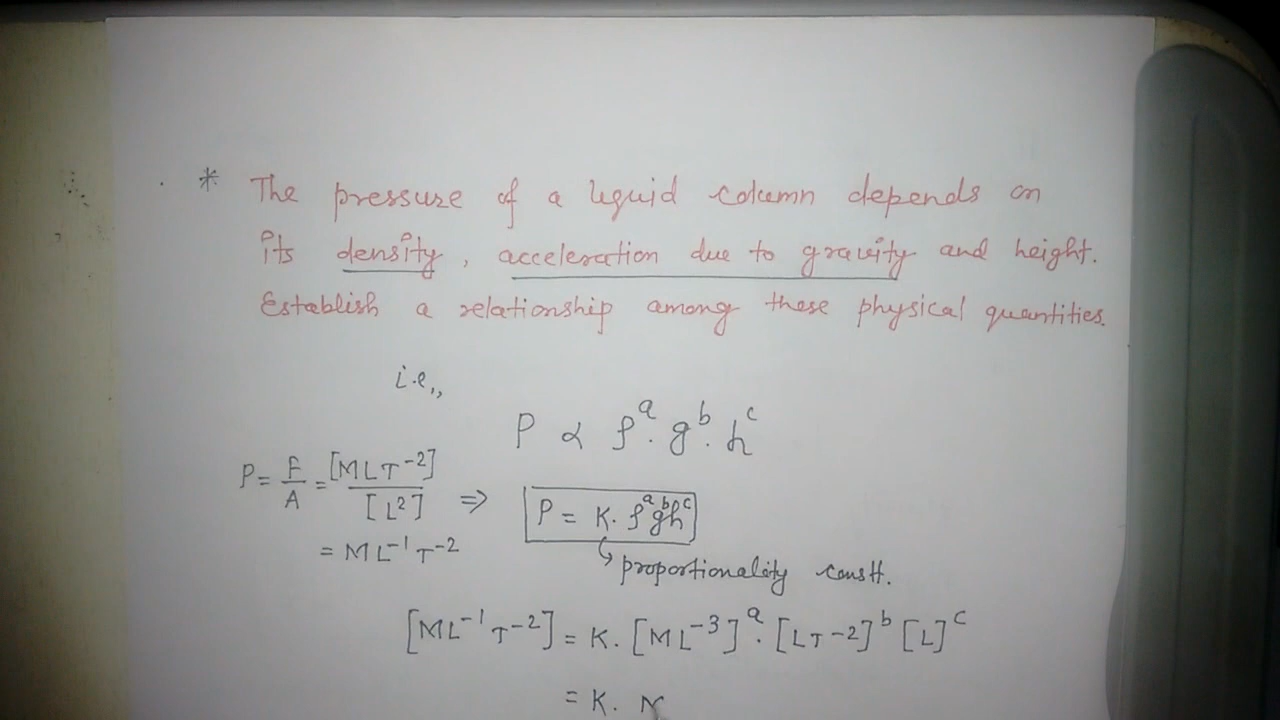 * The pressure of a liquid column depends on
its density, acceleration due to gravity and height.
Establish a relationship among these physical quantities.
i.e.,,
P ∝ ρ^a . g^b . h^c
P = F/A = [MLT^-2]/[L^2] ⇒ P = K. ρ^a g^b h^c
= ML^-1 T^-2
↳ proportionality constt.
[ML^-1 T^-2] = K. [ML^-3]^a . [LT^-2]^b [L]^c
= K.